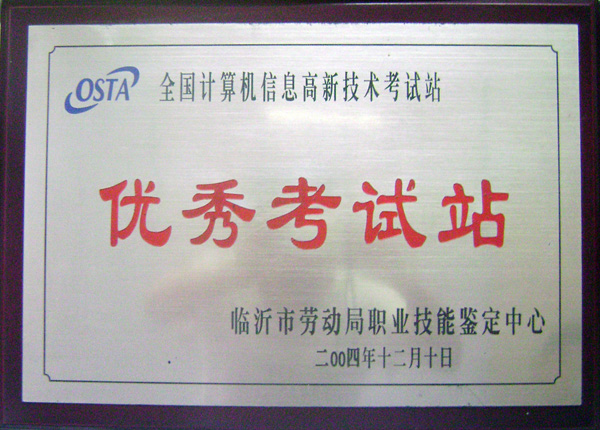 OSTA 全国计算机信息高新技术考试站
优秀考试站
临沂市劳动局职业技能鉴定中心
二00四年十二月十日